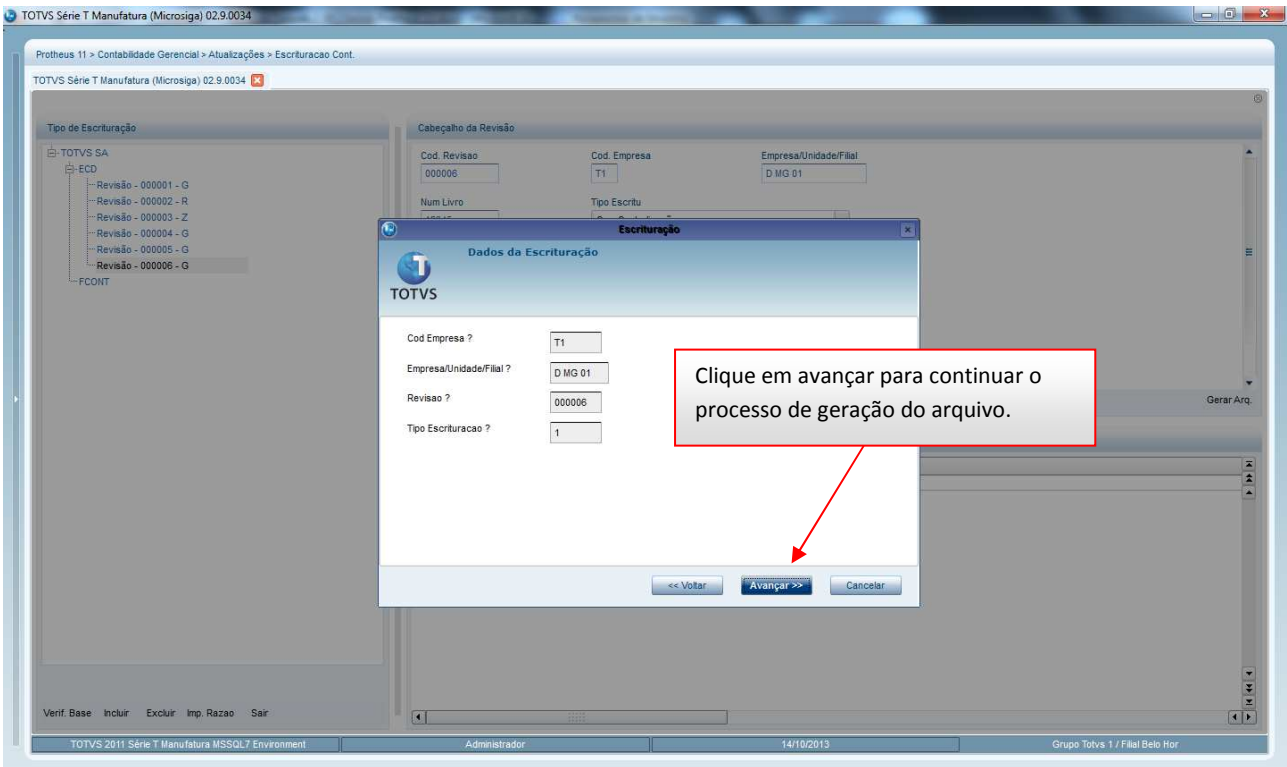 TOTVS Série T Manufatura (Microsiga) 02.9.0034
Protheus 11 > Contabilidade Gerencial > Atualizações > Escrituracao Cont.
TOTVS Série T Manufatura (Microsiga) 02.9.0034
Tipo de Escrituração
TOTVS SA
ECD
Revisão - 000001 - G
Revisão - 000002 - R
Revisão - 000003 - Z
Revisão - 000004 - G
Revisão - 000005 - G
Revisão - 000006 - G
FCONT
Cabeçalho da Revisão
Cod. Revisao Cod. Empresa Empresa/Unidade/Filial
000006 T1 D MG 01
Num Livro Tipo Escritu
Escrituração
Dados da Escrituração
TOTVS
Cod Empresa ? T1
Empresa/Unidade/Filial ? D MG 01
Revisao ? 000006
Tipo Escrituracao ? 1
Clique em avançar para continuar o
processo de geração do arquivo.
Gerar Arq.
<< Voltar Avançar >> Cancelar
Verif. Base Incluir Excluir Imp. Razao Sair
TOTVS 2011 Série T Manufatura MSSQL7 Environment Administrador 14/10/2013 Grupo Totvs 1 / Filial Belo Hor